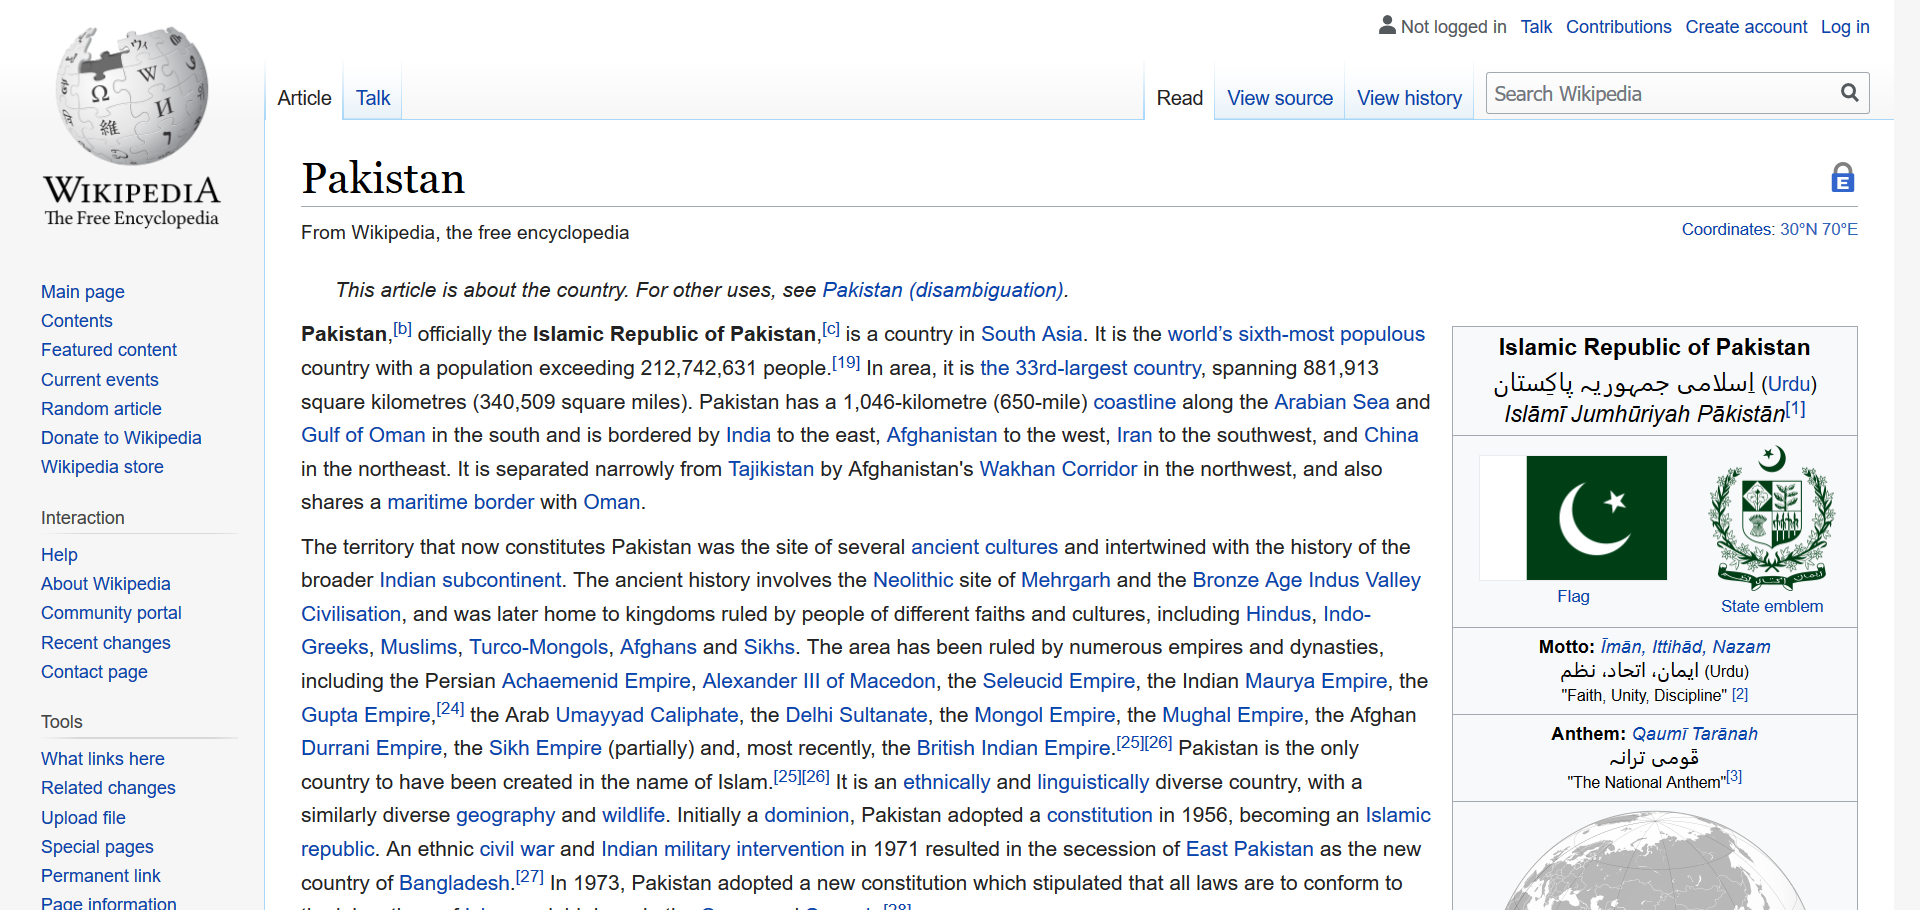 Not logged in Talk Contributions Create account Log in
Article Talk Read View source View history Search Wikipedia
WIKIPEDIA
The Free Encyclopedia
Main page
Contents
Featured content
Current events
Random article
Donate to Wikipedia
Wikipedia store
Interaction
Help
About Wikipedia
Community portal
Recent changes
Contact page
Tools
What links here
Related changes
Upload file
Special pages
Permanent link
Page information
Pakistan
From Wikipedia, the free encyclopedia
Coordinates: 30°N 70°E
This article is about the country. For other uses, see Pakistan (disambiguation).
Pakistan,[b] officially the Islamic Republic of Pakistan,[c] is a country in South Asia. It is the world’s sixth-most populous
country with a population exceeding 212,742,631 people.[19] In area, it is the 33rd-largest country, spanning 881,913
square kilometres (340,509 square miles). Pakistan has a 1,046-kilometre (650-mile) coastline along the Arabian Sea and
Gulf of Oman in the south and is bordered by India to the east, Afghanistan to the west, Iran to the southwest, and China
in the northeast. It is separated narrowly from Tajikistan by Afghanistan's Wakhan Corridor in the northwest, and also
shares a maritime border with Oman.
The territory that now constitutes Pakistan was the site of several ancient cultures and intertwined with the history of the
broader Indian subcontinent. The ancient history involves the Neolithic site of Mehrgarh and the Bronze Age Indus Valley
Civilisation, and was later home to kingdoms ruled by people of different faiths and cultures, including Hindus, Indo-
Greeks, Muslims, Turco-Mongols, Afghans and Sikhs. The area has been ruled by numerous empires and dynasties,
including the Persian Achaemenid Empire, Alexander III of Macedon, the Seleucid Empire, the Indian Maurya Empire, the
Gupta Empire,[24] the Arab Umayyad Caliphate, the Delhi Sultanate, the Mongol Empire, the Mughal Empire, the Afghan
Durrani Empire, the Sikh Empire (partially) and, most recently, the British Indian Empire.[25][26] Pakistan is the only
country to have been created in the name of Islam.[25][26] It is an ethnically and linguistically diverse country, with a
similarly diverse geography and wildlife. Initially a dominion, Pakistan adopted a constitution in 1956, becoming an Islamic
republic. An ethnic civil war and Indian military intervention in 1971 resulted in the secession of East Pakistan as the new
country of Bangladesh.[27] In 1973, Pakistan adopted a new constitution which stipulated that all laws are to conform to
Islamic Republic of Pakistan
اِسلامی جمہوریہ پاکِستان (Urdu)
Islāmī Jumhūriyah Pākistān[1]
Flag
State emblem
Motto: Īmān, Ittihād, Nazam
ایمان، اتحاد، نظم (Urdu)
"Faith, Unity, Discipline" [2]
Anthem: Qaumī Tarānah
قَومی ترانہ
"The National Anthem"[3]